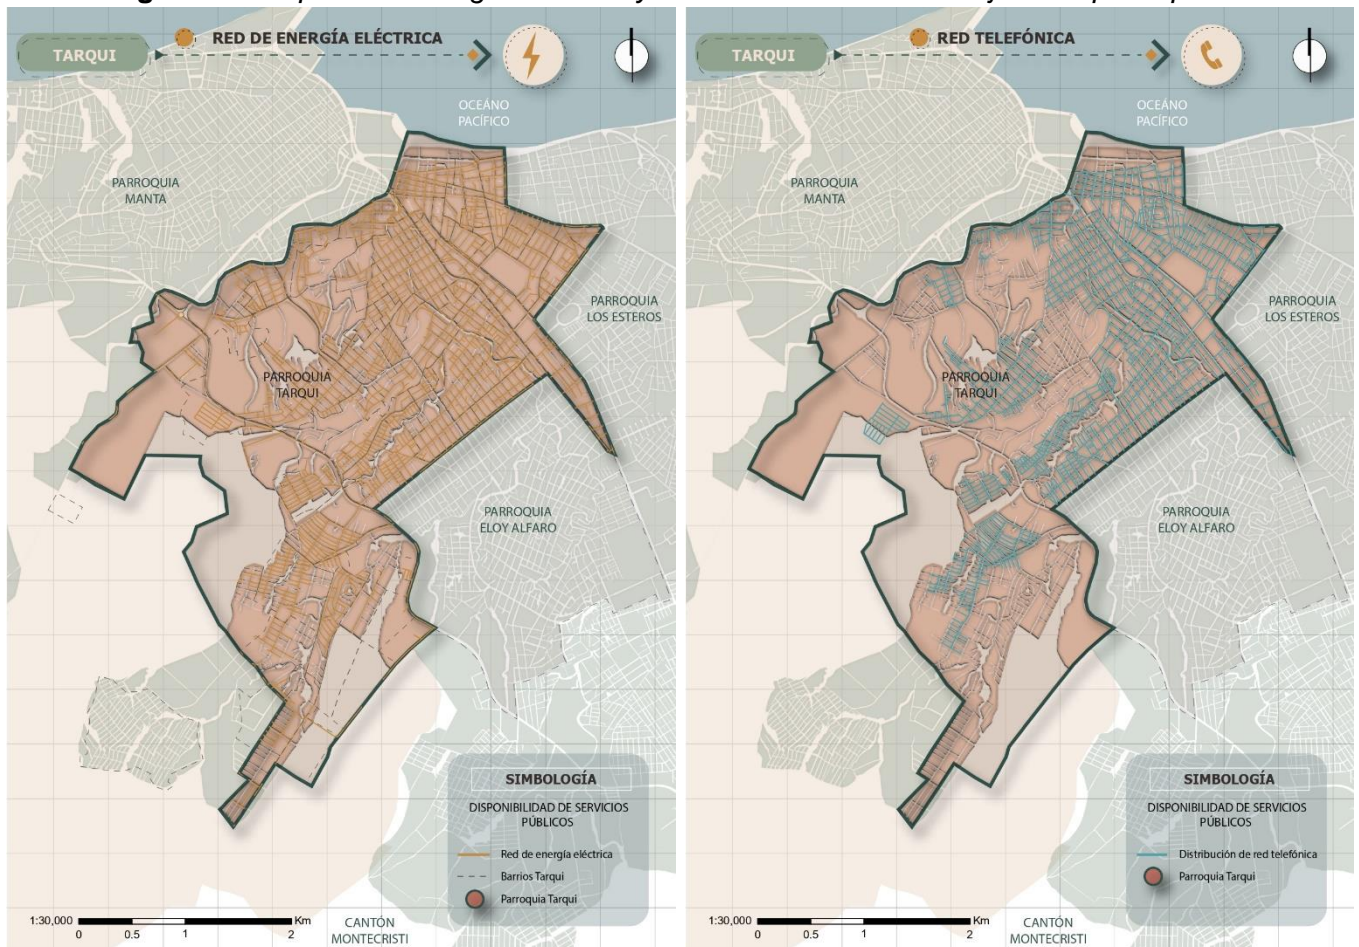 TARQUI
RED DE ENERGÍA ELÉCTRICA
OCEÁNO
PACÍFICO
PARROQUIA
MANTA
PARROQUIA
LOS ESTEROS
PARROQUIA
TARQUI
PARROQUIA
ELOY ALFARO
SIMBOLOGÍA
DISPONIBILIDAD DE SERVICIOS
PÚBLICOS
Red de energía eléctrica
Barrios Tarqui
Parroquia Tarqui
1:30,000
Km
0 0.5 1 2
CANTÓN
MONTECRISTI
TARQUI
RED TELEFÓNICA
OCEÁNO
PACÍFICO
PARROQUIA
MANTA
PARROQUIA
LOS ESTEROS
PARROQUIA
TARQUI
PARROQUIA
ELOY ALFARO
SIMBOLOGÍA
DISPONIBILIDAD DE SERVICIOS
PÚBLICOS
Distribución de red telefónica
Parroquia Tarqui
1:30,000
Km
0 0.5 1 2
CANTÓN
MONTECRISTI